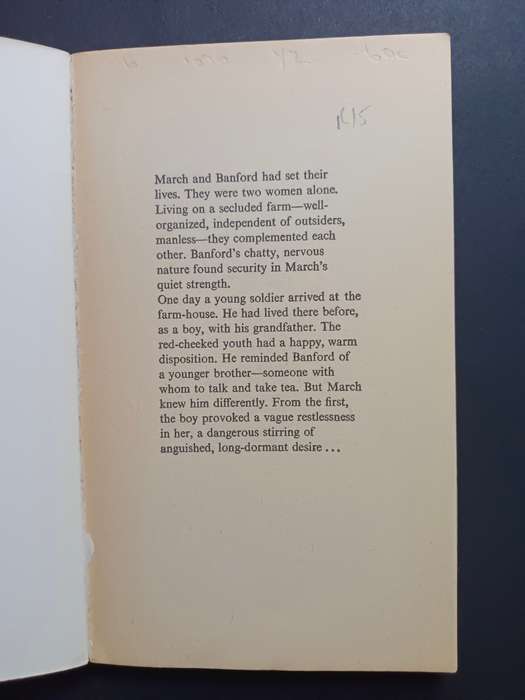 March and Banford had set their
lives. They were two women alone.
Living on a secluded farm—well-
organized, independent of outsiders,
manless—they complemented each
other. Banford's chatty, nervous
nature found security in March's
quiet strength.
One day a young soldier arrived at the
farm-house. He had lived there before,
as a boy, with his grandfather. The
red-cheeked youth had a happy, warm
disposition. He reminded Banford of
a younger brother—someone with
whom to talk and take tea. But March
knew him differently. From the first,
the boy provoked a vague restlessness
in her, a dangerous stirring of
anguished, long-dormant desire...